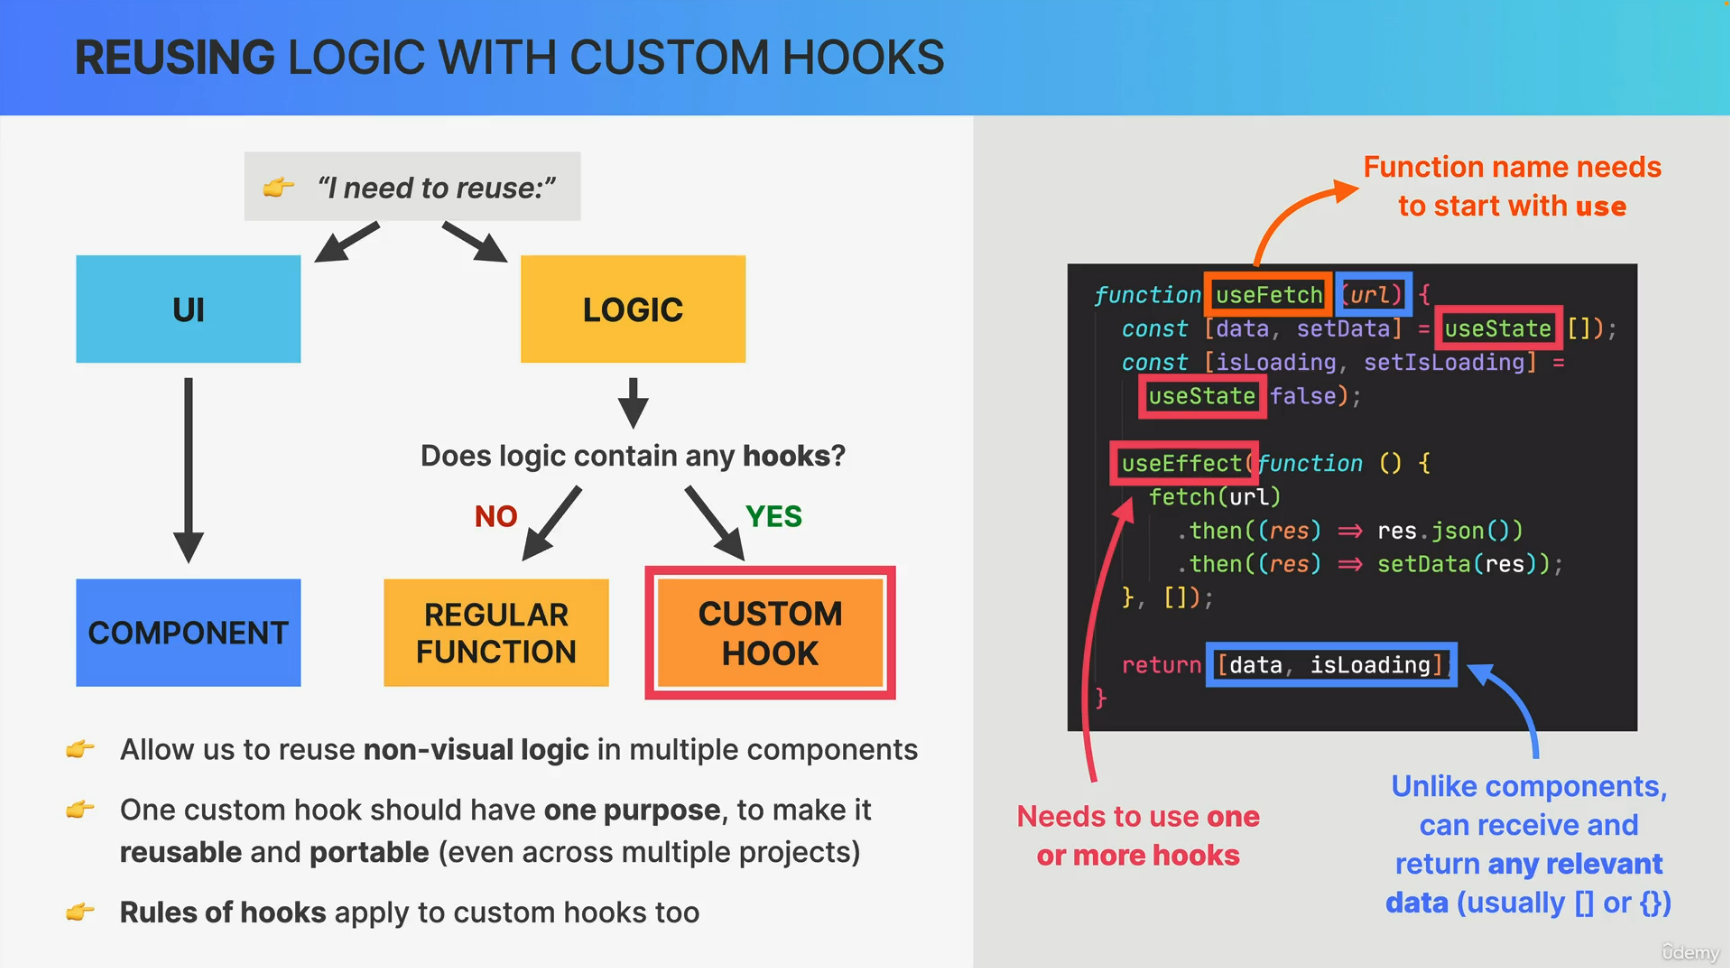 REUSING LOGIC WITH CUSTOM HOOKS
“I need to reuse:”
UI
LOGIC
Does logic contain any hooks?
NO
YES
COMPONENT
REGULAR
FUNCTION
CUSTOM
HOOK
Allow us to reuse non-visual logic in multiple components
One custom hook should have one purpose, to make it
reusable and portable (even across multiple projects)
Rules of hooks apply to custom hooks too
Function name needs
to start with use
function useFetch (url) {
const [data, setData] = useState []);
const [isLoading, setIsLoading] =
useState false);
useEffect(function () {
fetch(url)
.then((res) => res.json())
.then((res) => setData(res));
}, []);
return [data, isLoading];
}
Needs to use one
or more hooks
Unlike components,
can receive and
return any relevant
data (usually [] or {})
ûdemy